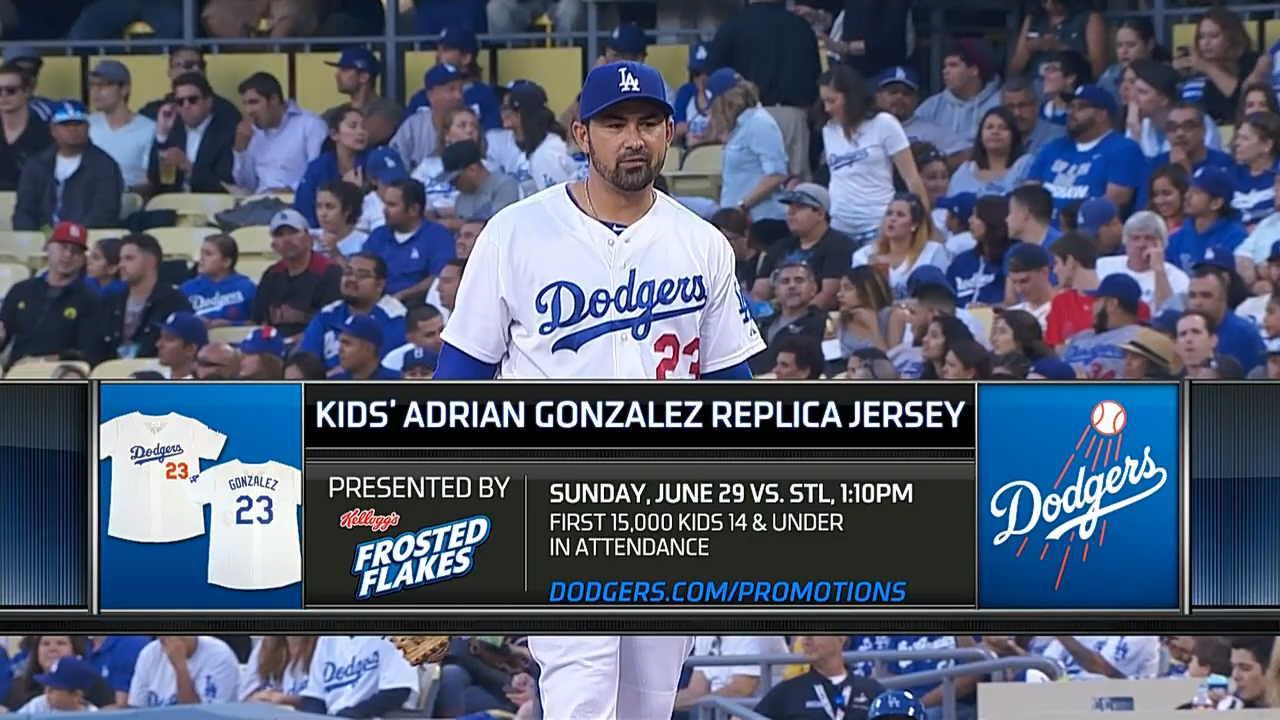 LA
Dodgers
23
KIDS' ADRIAN GONZALEZ REPLICA JERSEY
Dodgers
23
GONZALEZ
23
PRESENTED BY
Kellogg's
FROSTED
FLAKES
SUNDAY, JUNE 29 VS. STL, 1:10PM
FIRST 15,000 KIDS 14 & UNDER
IN ATTENDANCE
DODGERS.COM/PROMOTIONS
Dodgers
Dodgers